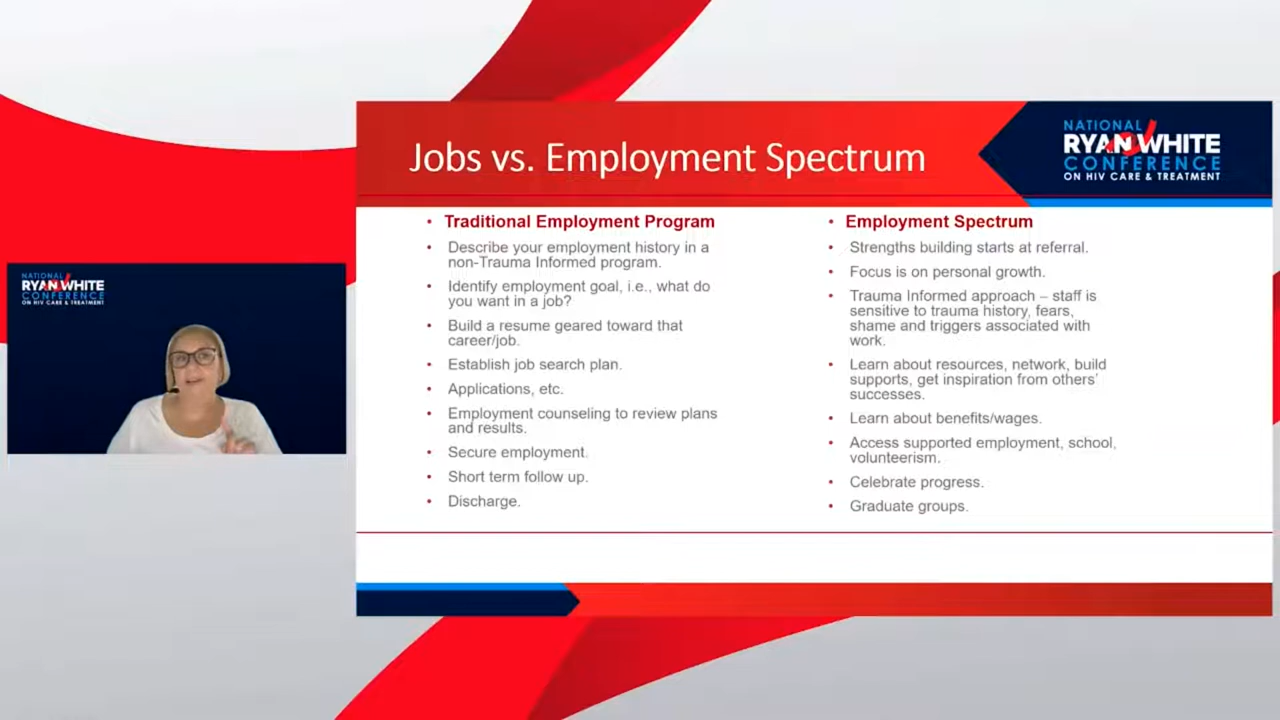 NATIONAL
RYAN WHITE
CONFERENCE
ON HIV CARE & TREATMENT
Jobs vs. Employment Spectrum
NATIONAL
RYAN WHITE
CONFERENCE
ON HIV CARE & TREATMENT
• Traditional Employment Program
• Describe your employment history in a
non-Trauma Informed program.
• Identify employment goal, i.e., what do
you want in a job?
• Build a resume geared toward that
career/job.
• Establish job search plan.
• Applications, etc.
• Employment counseling to review plans
and results.
• Secure employment.
• Short term follow up.
• Discharge.
• Employment Spectrum
• Strengths building starts at referral.
• Focus is on personal growth.
• Trauma Informed approach – staff is
sensitive to trauma history, fears,
shame and triggers associated with
work.
• Learn about resources, network, build
supports, get inspiration from others’
successes.
• Learn about benefits/wages.
• Access supported employment, school,
volunteerism.
• Celebrate progress.
• Graduate groups.